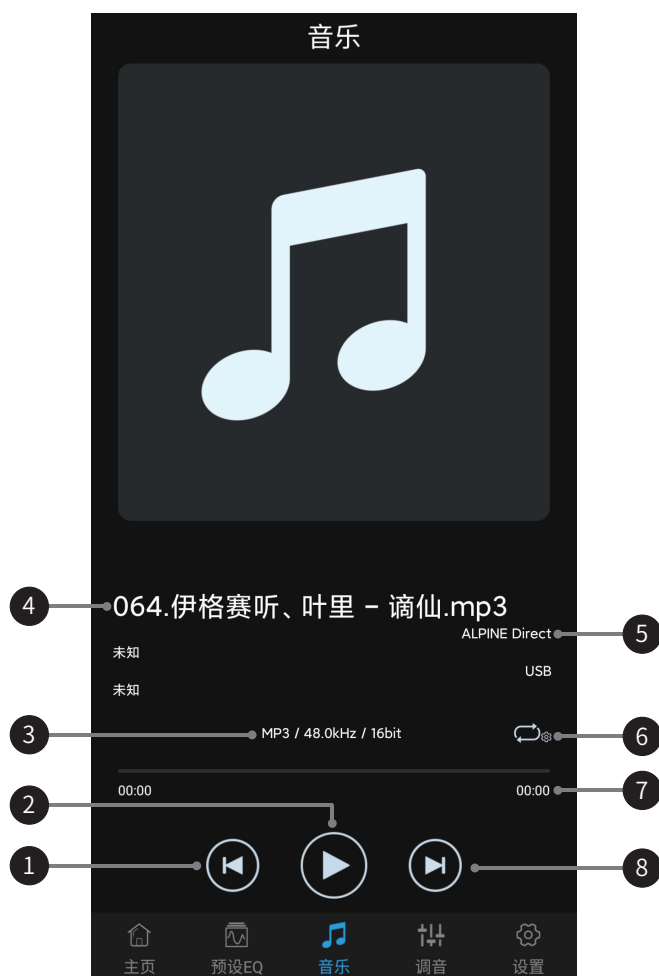 音乐
4
064.伊格赛听、叶里 – 谪仙.mp3
ALPINE Direct
5
未知
USB
未知
3
MP3 / 48.0kHz / 16bit
6
00:00
00:00
7
2
1
8
主页
预设EQ
音乐
调音
设置